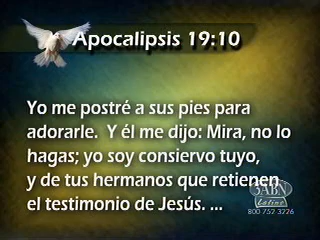 Apocalipsis 19:10
Yo me postré a sus pies para
adorarle.  Y él me dijo: Mira, no lo
hagas; yo soy consiervo tuyo,
y de tus hermanos que retienen
el testimonio de Jesús. ...
3ABN
Latino
800 752 3226